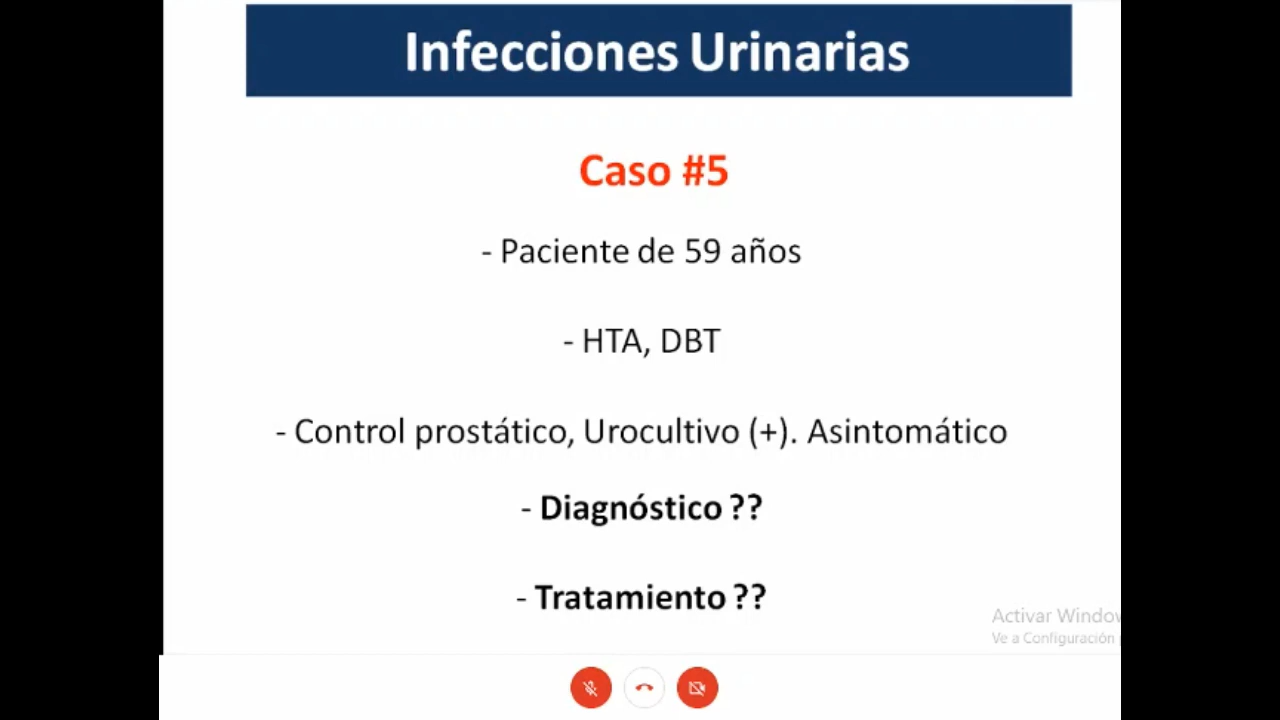 Infecciones Urinarias
Caso #5
- Paciente de 59 años
- HTA, DBT
- Control prostático, Urocultivo (+). Asintomático
- Diagnóstico ??
- Tratamiento ??
Activar Window
Ve a Configuración